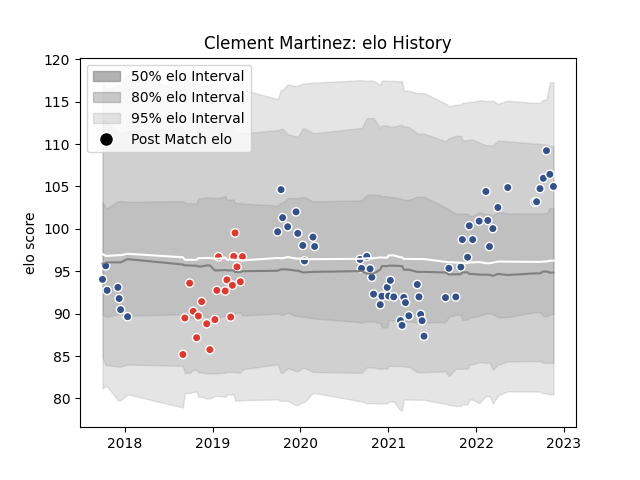 Clement Martinez: elo History
120
115
110
105
100
95
90
85
80
elo score
50% elo Interval
80% elo Interval
95% elo Interval
Post Match elo
2018 2019 2020 2021 2022 2023